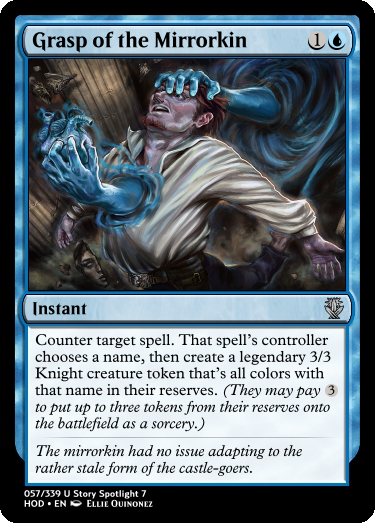 Grasp of the Mirrorkin 1
Instant
Counter target spell. That spell's controller
chooses a name, then create a legendary 3/3
Knight creature token that's all colors with
that name in their reserves. (They may pay 3
to put up to three tokens from their reserves onto
the battlefield as a sorcery.)
The mirrorkin had no issue adapting to the
rather stale form of the castle-goers.
057/339 U Story Spotlight 7
HOD • EN Ellie Quinonez